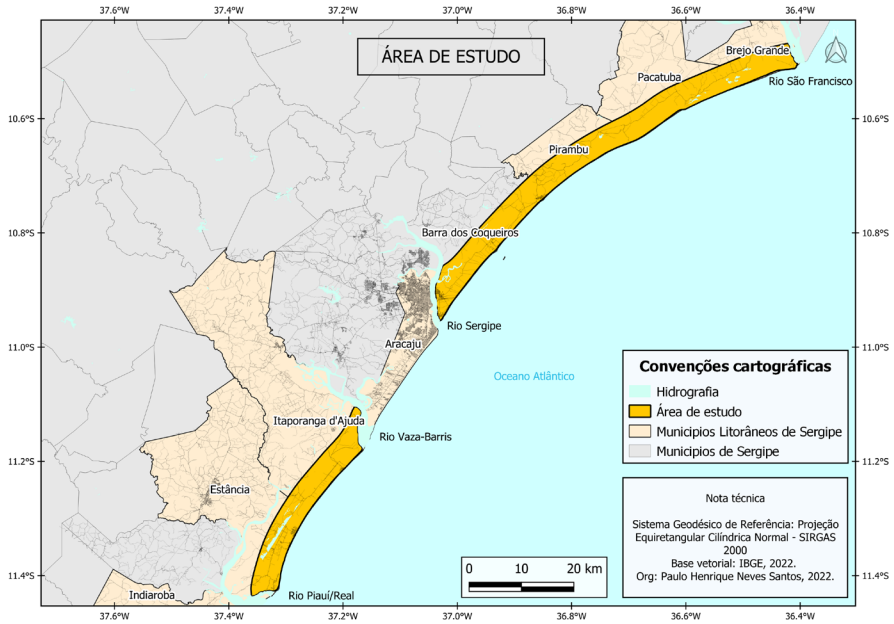 37.6°W 37.4°W 37.2°W 37.0°W 36.8°W 36.6°W 36.4°W
ÁREA DE ESTUDO
Brejo Grande
Pacatuba
Rio São Francisco
10.6°S 10.6°S
Pirambu
10.8°S 10.8°S
Barra dos Coqueiros
Rio Sergipe
11.0°S 11.0°S
Aracaju
Oceano Atlântico
Convenções cartográficas
Hidrografia
Área de estudo
Municipios Litorâneos de Sergipe
Municipios de Sergipe
Itaporanga d'Ajuda
Rio Vaza-Barris
11.2°S 11.2°S
Estância
Nota técnica
Sistema Geodésico de Referência: Projeção
Equiretangular Cilíndrica Normal - SIRGAS
2000
Base vetorial: IBGE, 2022.
Org: Paulo Henrique Neves Santos, 2022.
0 10 20 km
11.4°S 11.4°S
Indiaroba
Rio Piauí/Real
37.6°W 37.4°W 37.2°W 37.0°W 36.8°W 36.6°W 36.4°W